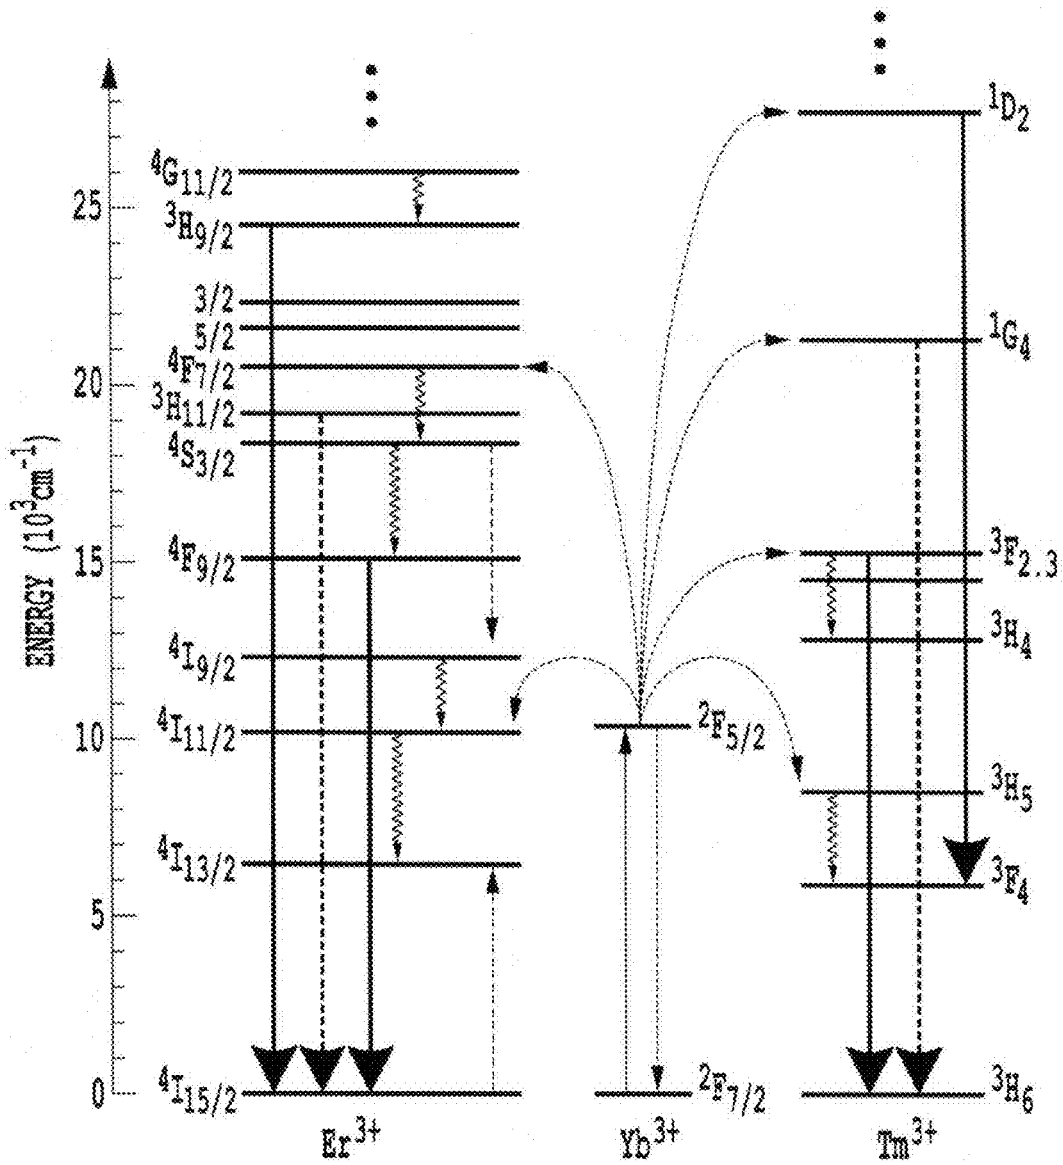 ENERGY (10³cm⁻¹)
25
20
15
10
5
0
⁴G₁₁/₂
³H₉/₂
3/2
5/2
⁴F₇/₂
³H₁₁/₂
⁴S₃/₂
⁴F₉/₂
⁴I₉/₂
⁴I₁₁/₂
⁴I₁₃/₂
⁴I₁₅/₂
Er³⁺
²F₅/₂
²F₇/₂
Yb³⁺
¹D₂
¹G₄
³F₂.₃
³H₄
³H₅
³F₄
³H₆
Tm³⁺